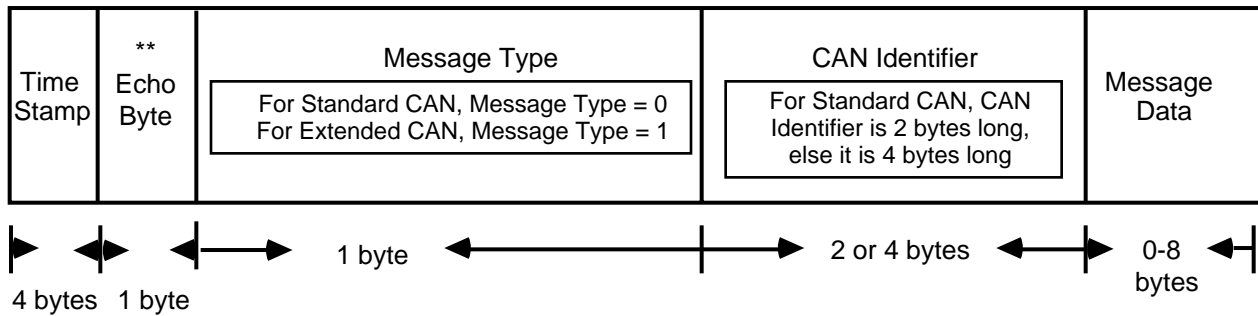 Time
Stamp
**
Echo
Byte
Message Type
For Standard CAN, Message Type = 0
For Extended CAN, Message Type = 1
CAN Identifier
For Standard CAN, CAN
Identifier is 2 bytes long,
else it is 4 bytes long
Message
Data
4 bytes
1 byte
1 byte
2 or 4 bytes
0-8
bytes